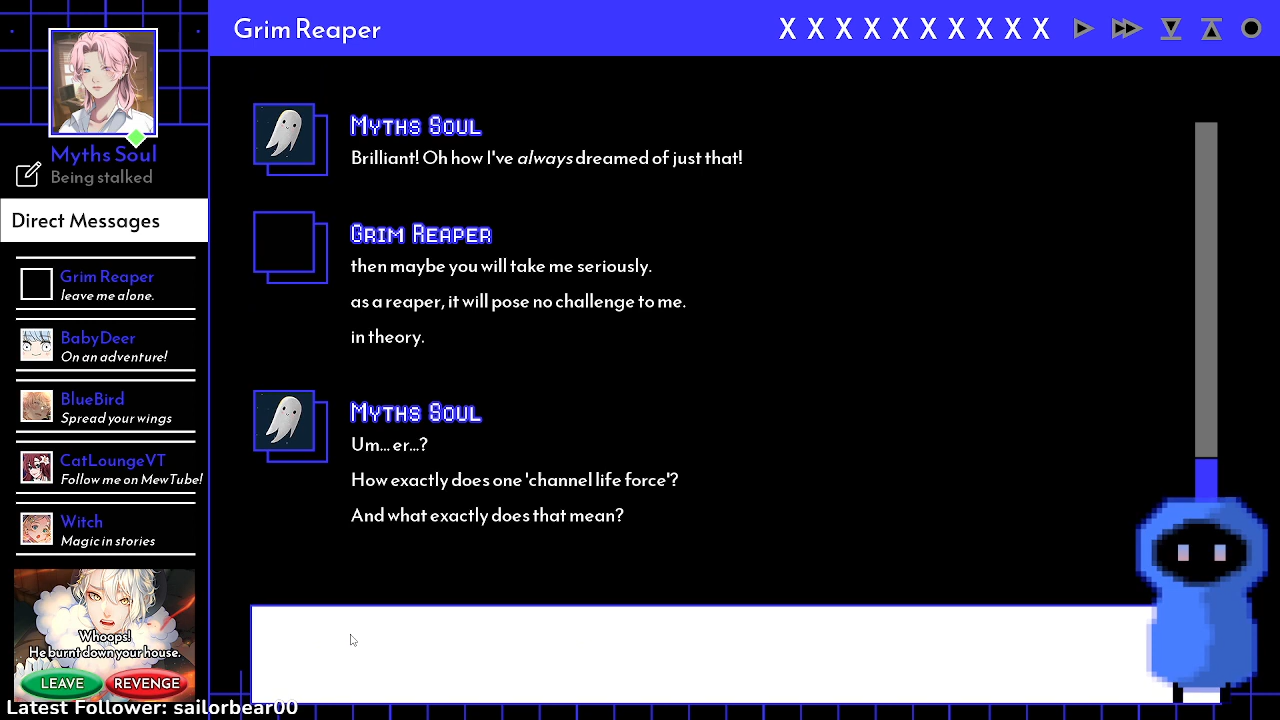 Grim Reaper
X X X X X X X X X X
Myths Soul
Being stalked
Direct Messages
Grim Reaper
leave me alone.
BabyDeer
On an adventure!
BlueBird
Spread your wings
CatLoungeVT
Follow me on MewTube!
Witch
Magic in stories
Whoops!
He burnt down your house.
LEAVE
REVENGE
Latest Follower: sailorbear00
Myths Soul
Brilliant! Oh how I've always dreamed of just that!
Grim Reaper
then maybe you will take me seriously.
as a reaper, it will pose no challenge to me.
in theory.
Myths Soul
Um... er...?
How exactly does one 'channel life force'?
And what exactly does that mean?